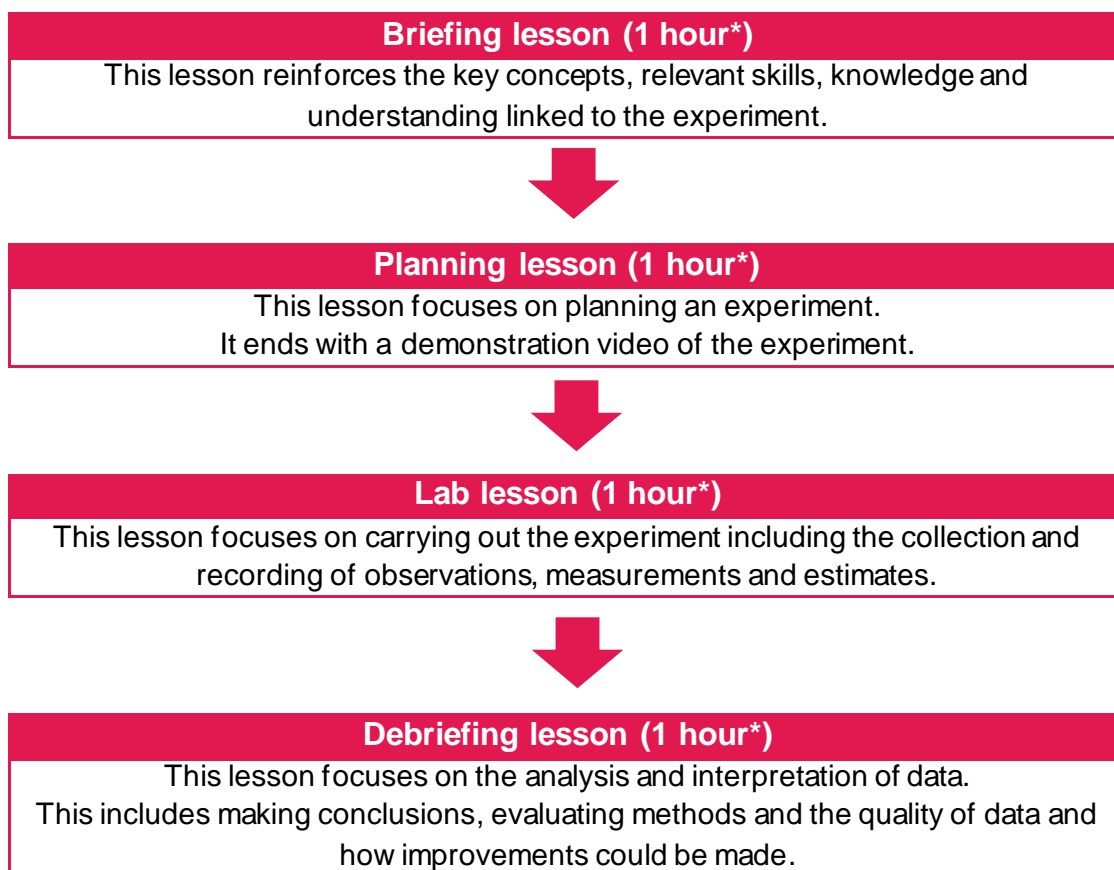 Briefing lesson (1 hour*)
This lesson reinforces the key concepts, relevant skills, knowledge and
understanding linked to the experiment.
Planning lesson (1 hour*)
This lesson focuses on planning an experiment.
It ends with a demonstration video of the experiment.
Lab lesson (1 hour*)
This lesson focuses on carrying out the experiment including the collection and
recording of observations, measurements and estimates.
Debriefing lesson (1 hour*)
This lesson focuses on the analysis and interpretation of data.
This includes making conclusions, evaluating methods and the quality of data and
how improvements could be made.